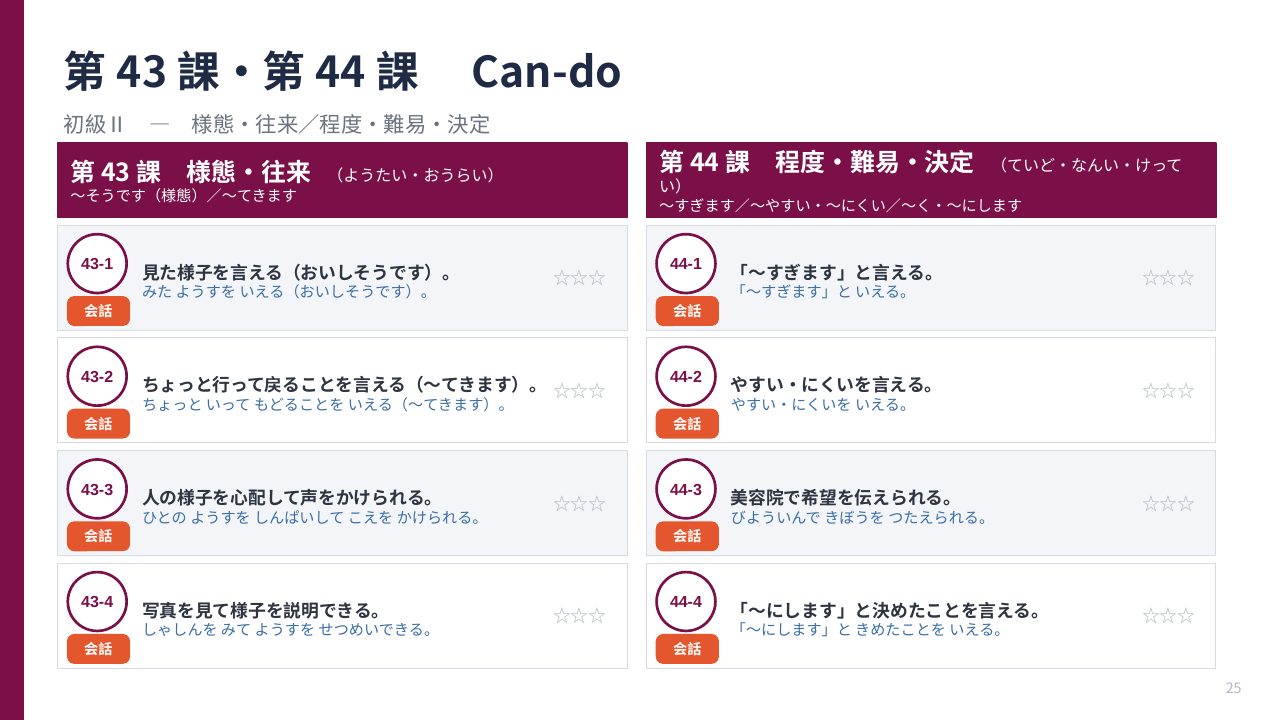 第 43 課・第 44 課　Can-do
初級Ⅱ　―　様態・往来／程度・難易・決定
第 43 課　様態・往来　（ようたい・おうらい）
～そうです（様態）／～てきます
43-1
会話
見た様子を言える（おいしそうです）。
みた ようすを いえる（おいしそうです）。
☆☆☆
43-2
会話
ちょっと行って戻ることを言える（～てきます）。
ちょっと いって もどることを いえる（～てきます）。
☆☆☆
43-3
会話
人の様子を心配して声をかけられる。
ひとの ようすを しんぱいして こえを かけられる。
☆☆☆
43-4
会話
写真を見て様子を説明できる。
しゃしんを みて ようすを せつめいできる。
☆☆☆
第 44 課　程度・難易・決定　（ていど・なんい・けって
い）
～すぎます／～やすい・～にくい／～く・～にします
44-1
会話
「～すぎます」と言える。
「～すぎます」と いえる。
☆☆☆
44-2
会話
やすい・にくいを言える。
やすい・にくいを いえる。
☆☆☆
44-3
会話
美容院で希望を伝えられる。
びよういんで きぼうを つたえられる。
☆☆☆
44-4
会話
「～にします」と決めたことを言える。
「～にします」と きめたことを いえる。
☆☆☆
25